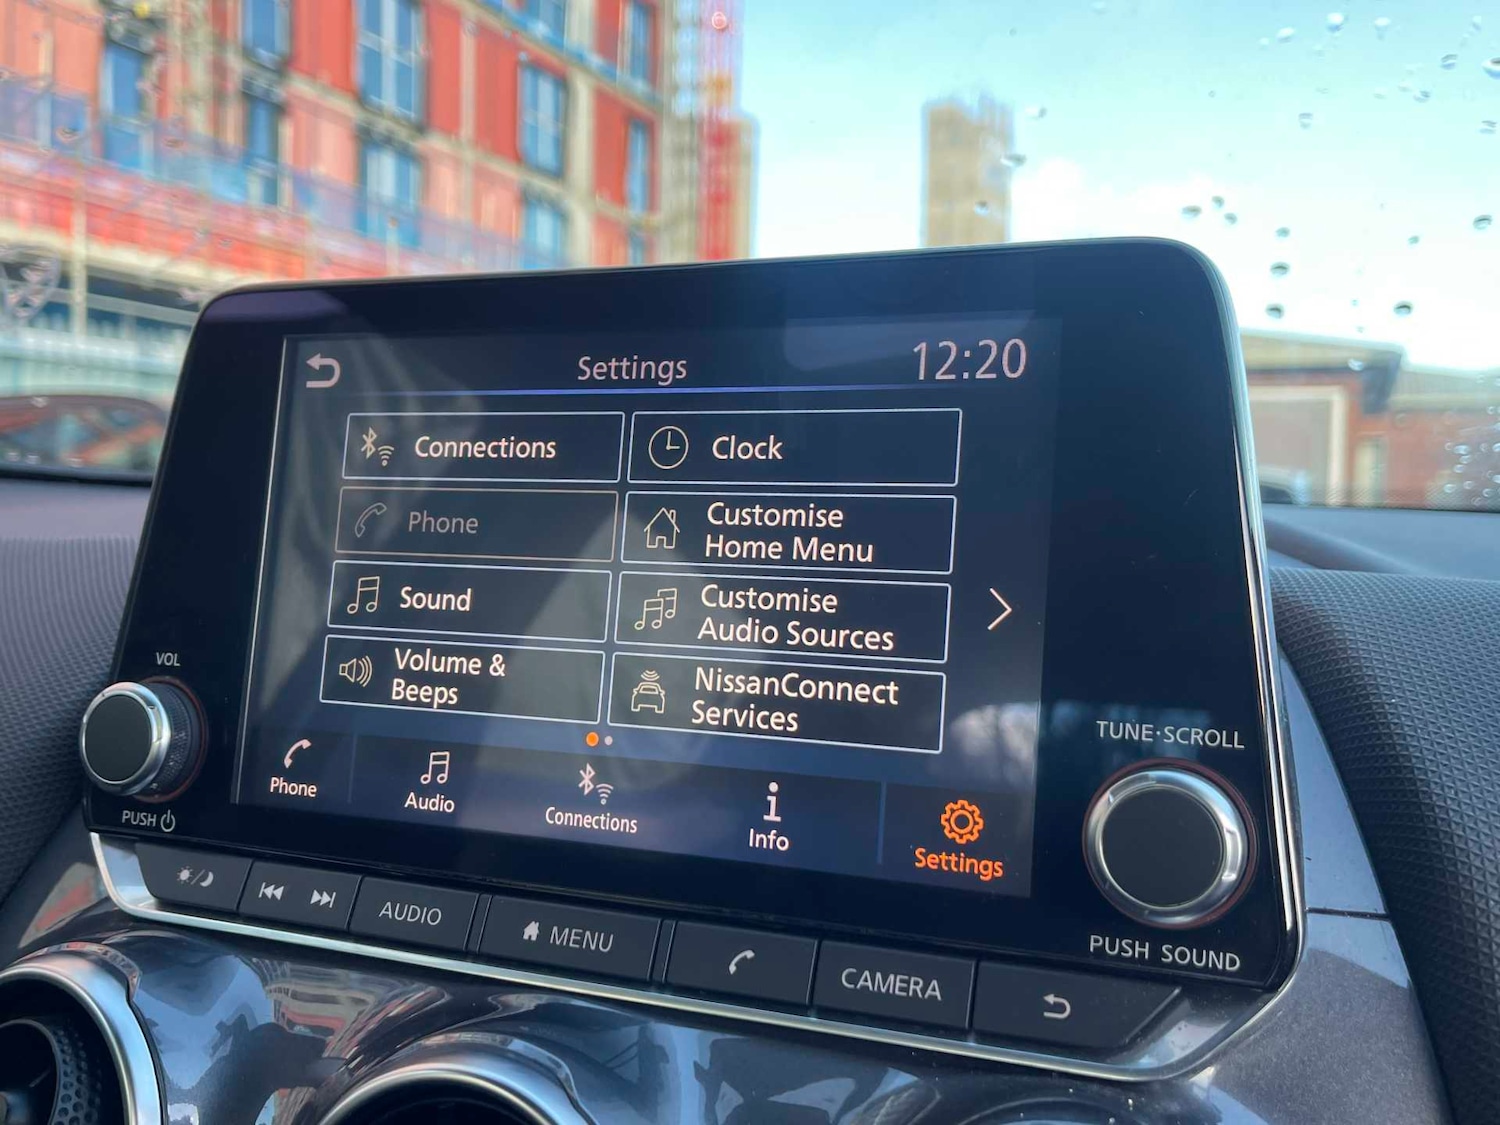 Settings
12:20
Connections
Clock
Phone
Customise
Home Menu
Sound
Customise
Audio Sources
Volume &
Beeps
NissanConnect
Services
Phone
Audio
Connections
Info
Settings
VOL
PUSH
TUNE·SCROLL
PUSH SOUND
AUDIO
MENU
CAMERA